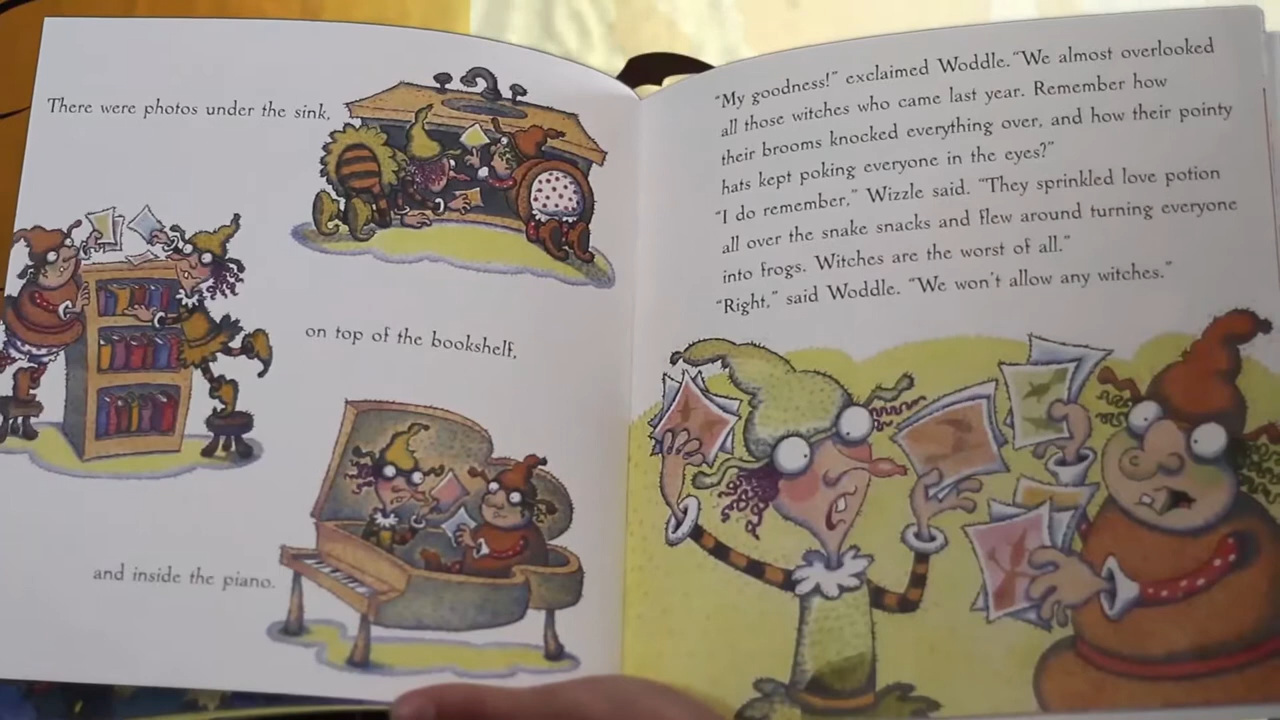 There were photos under the sink,
on top of the bookshelf,
and inside the piano.
"My goodness!" exclaimed Woddle. "We almost overlooked
all those witches who came last year. Remember how
their brooms knocked everything over, and how their pointy
hats kept poking everyone in the eyes?"
"I do remember," Wizzle said. "They sprinkled love potion
all over the snake snacks and flew around turning everyone
into frogs. Witches are the worst of all."
"Right," said Woddle. "We won't allow any witches."